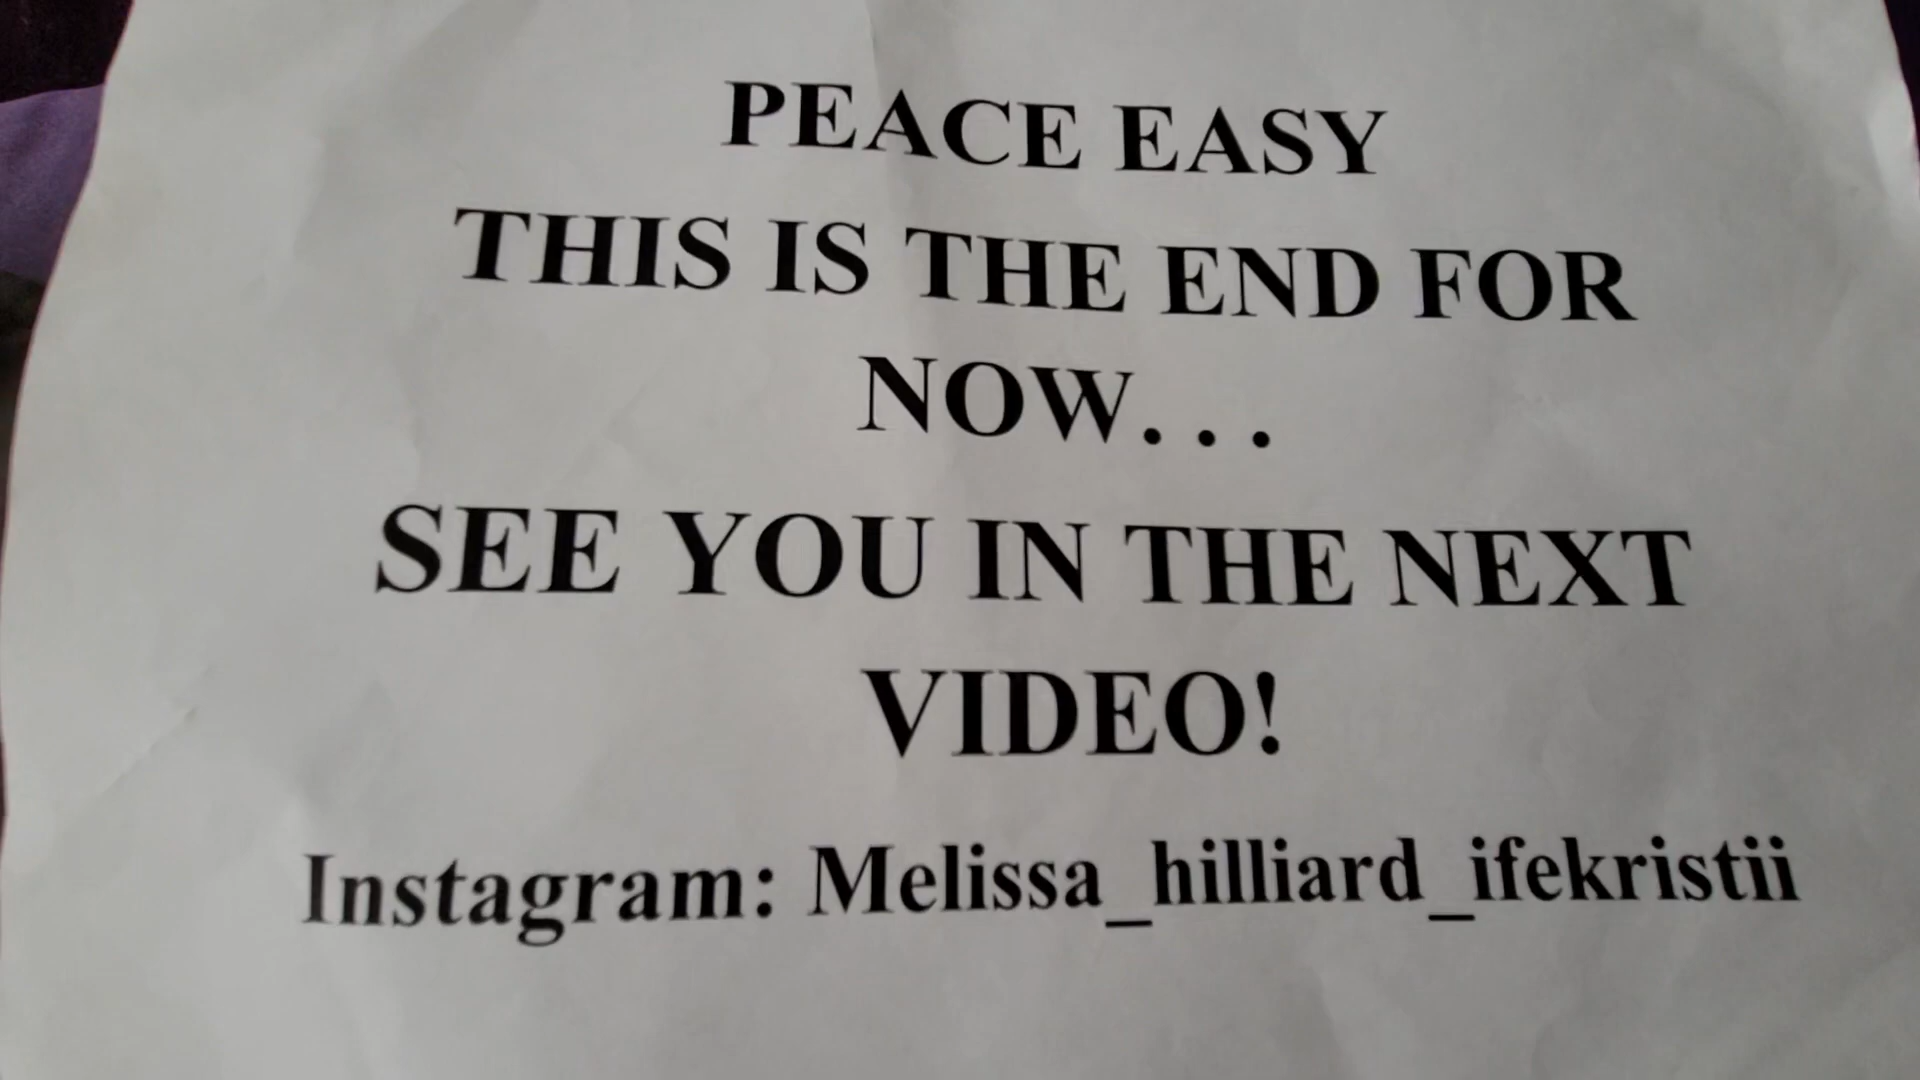 PEACE EASY
THIS IS THE END FOR
NOW...
SEE YOU IN THE NEXT
VIDEO!
Instagram: Melissa_hilliard_ifekristii